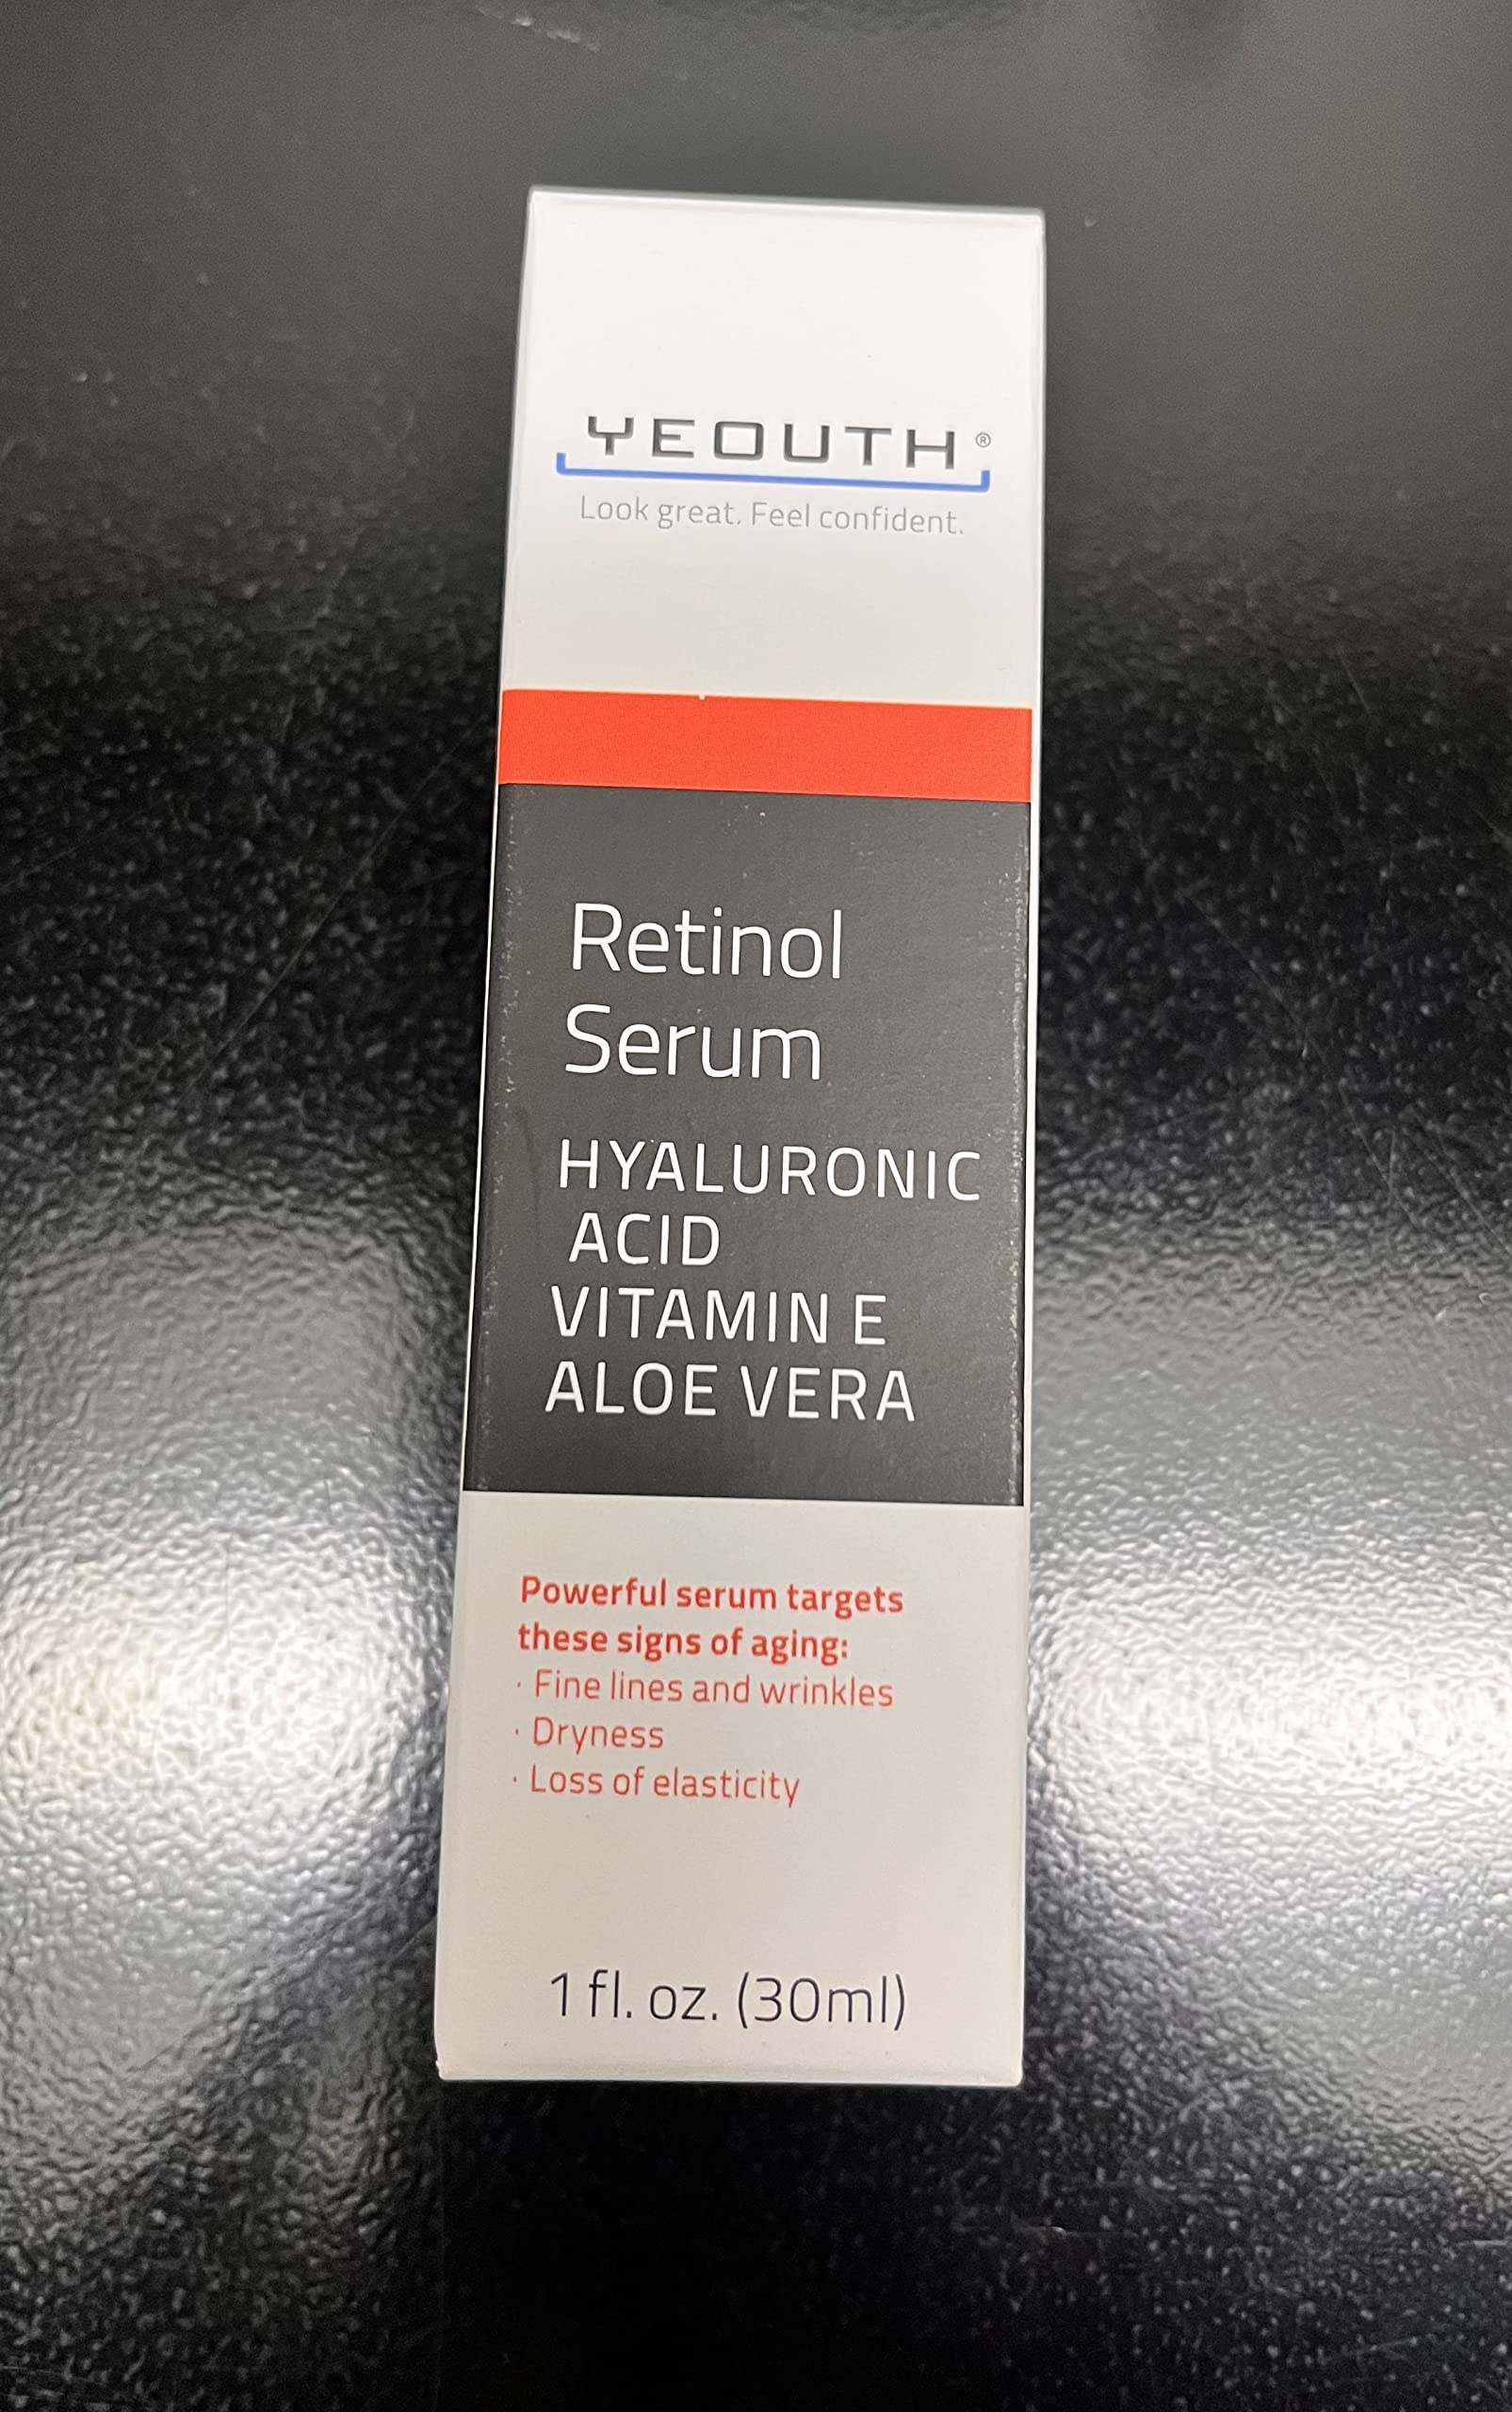 YEOUTH®
Look great. Feel confident.
Retinol
Serum
HYALURONIC
ACID
VITAMIN E
ALOE VERA
Powerful serum targets
these signs of aging:
· Fine lines and wrinkles
· Dryness
· Loss of elasticity
1 fl. oz. (30ml)